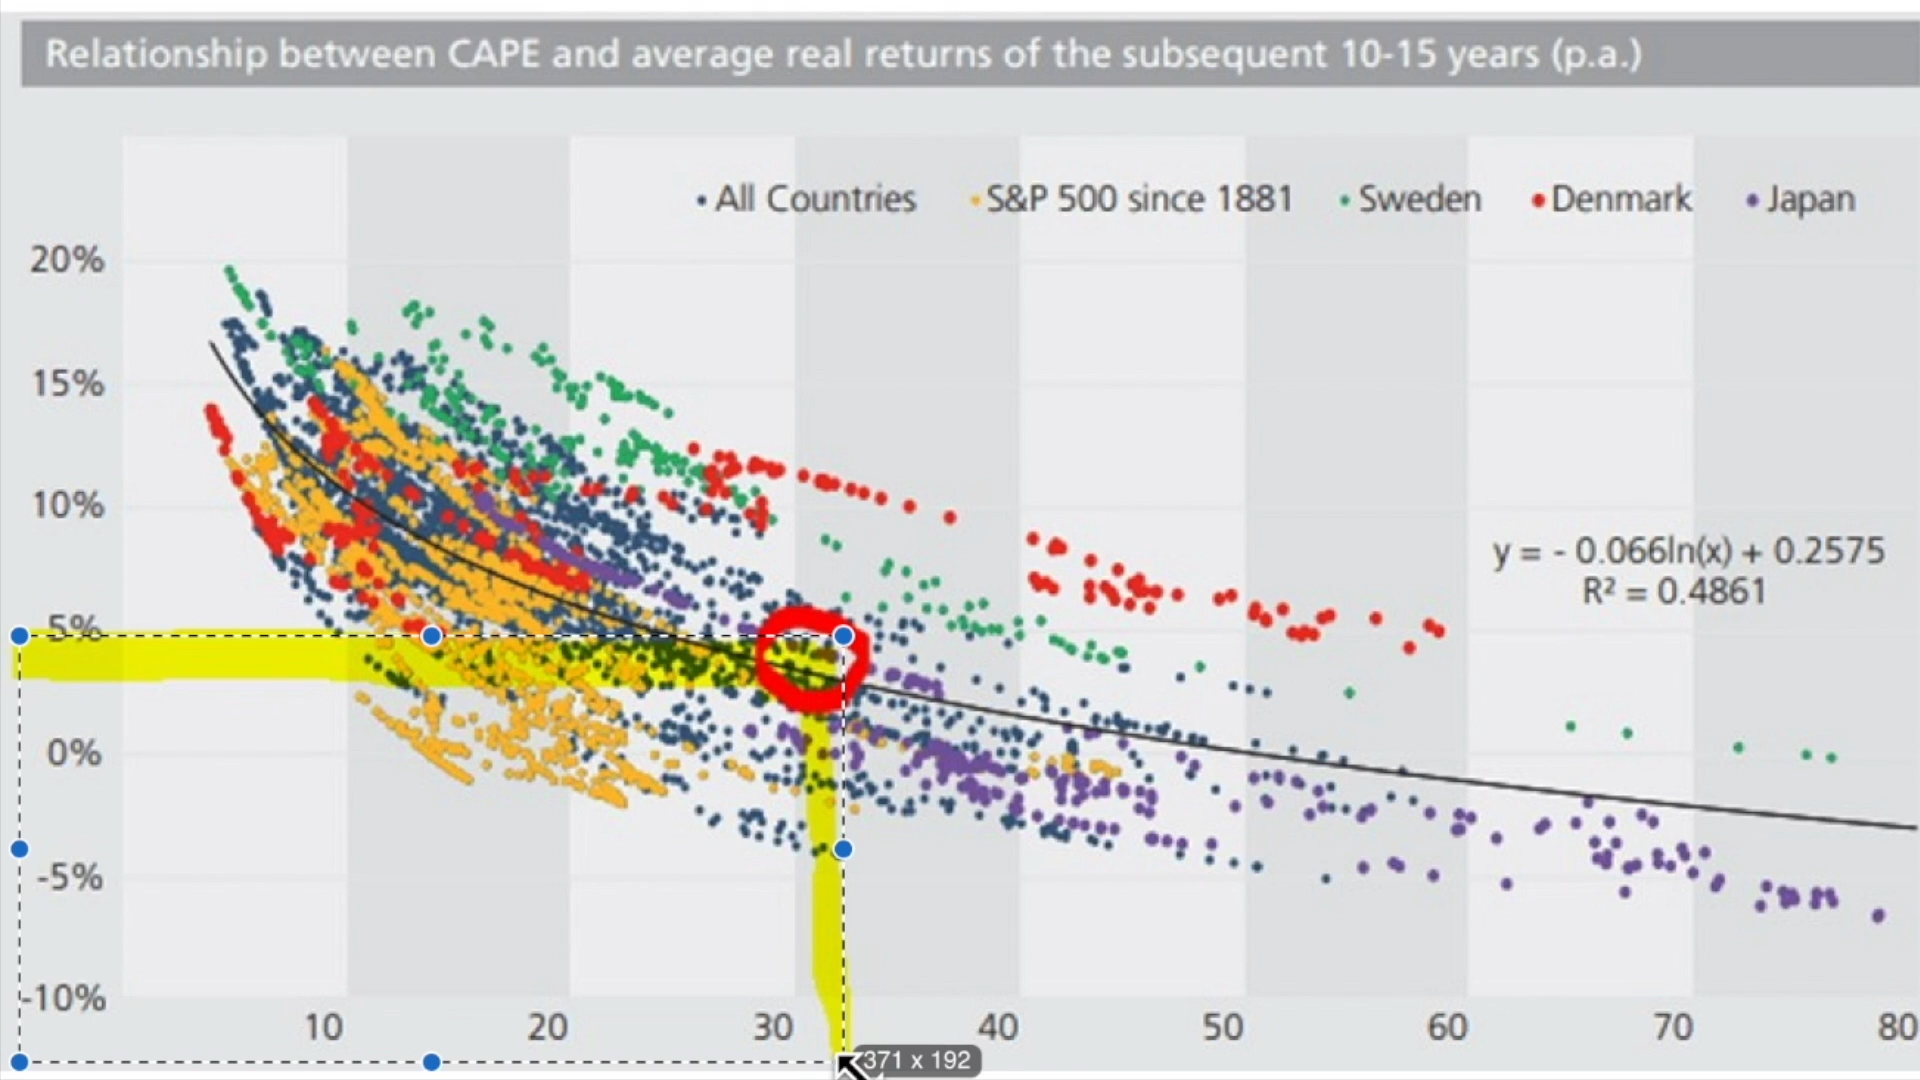 Relationship between CAPE and average real returns of the subsequent 10-15 years (p.a.)
All Countries S&P 500 since 1881 Sweden Denmark Japan
20%
15%
10%
y = - 0.066ln(x) + 0.2575
R² = 0.4861
5%
0%
-5%
-10%
10 20 30 40 50 60 70 80
371 x 192